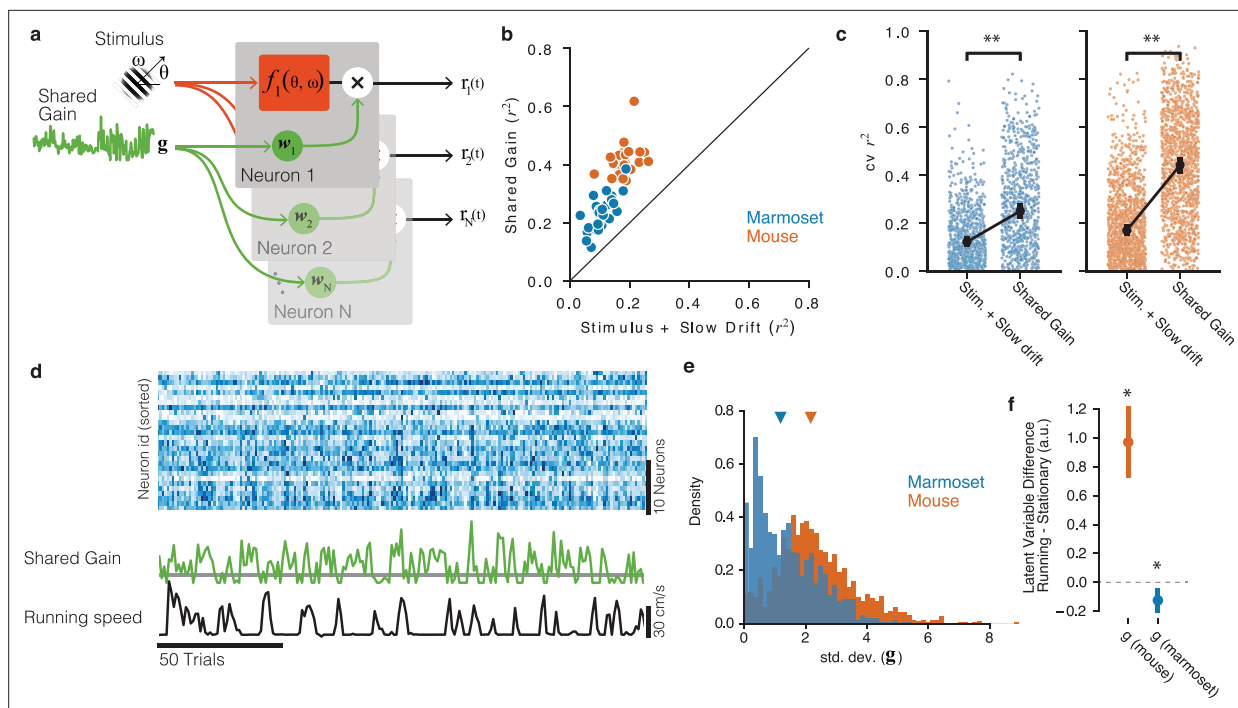 a
Stimulus
ω
θ
Shared
Gain
g
f1(θ, ω)
×
r1(t)
w1
Neuron 1
r2(t)
w2
Neuron 2
rN(t)
wN
Neuron N
b
Shared Gain (r²)
0.8
0.6
0.4
0.2
0.0
Marmoset
Mouse
0.0 0.2 0.4 0.6 0.8
Stimulus + Slow Drift (r²)
c
cv r²
1.0
0.8
0.6
0.4
0.2
0.0
** **
Stim. + Slow drift
Shared Gain
Stim. + Slow drift
Shared Gain
d
Neuron id (sorted)
10 Neurons
Shared Gain
Running speed
30 cm/s
50 Trials
e
Density
0.8
0.6
0.4
0.2
0.0
Marmoset
Mouse
0 2 4 6 8
std. dev. (g)
f
Latent Variable Difference
Running - Stationary (a.u.)
1.2
1.0
0.8
0.6
0.4
0.2
0.0
−0.2
*
*
g (mouse)
g (marmoset)